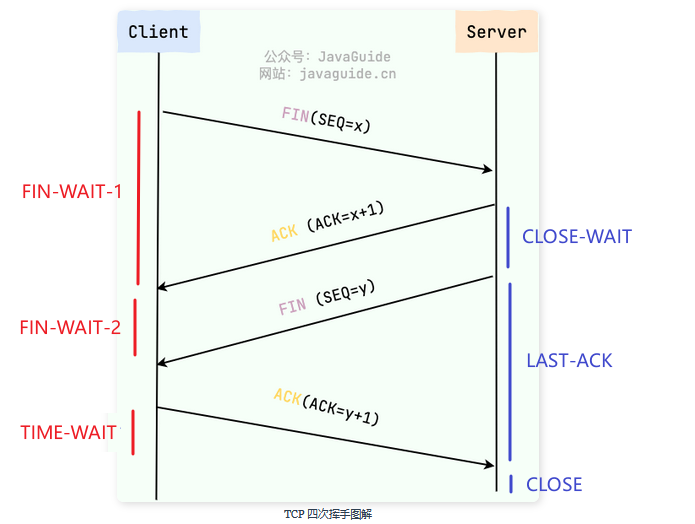 Client
Server
公众号：JavaGuide
网站：javaguide.cn
FIN(SEQ=x)
FIN-WAIT-1
ACK (ACK=x+1)
CLOSE-WAIT
FIN (SEQ=y)
FIN-WAIT-2
LAST-ACK
ACK(ACK=y+1)
TIME-WAIT
CLOSE
TCP 四次挥手图解